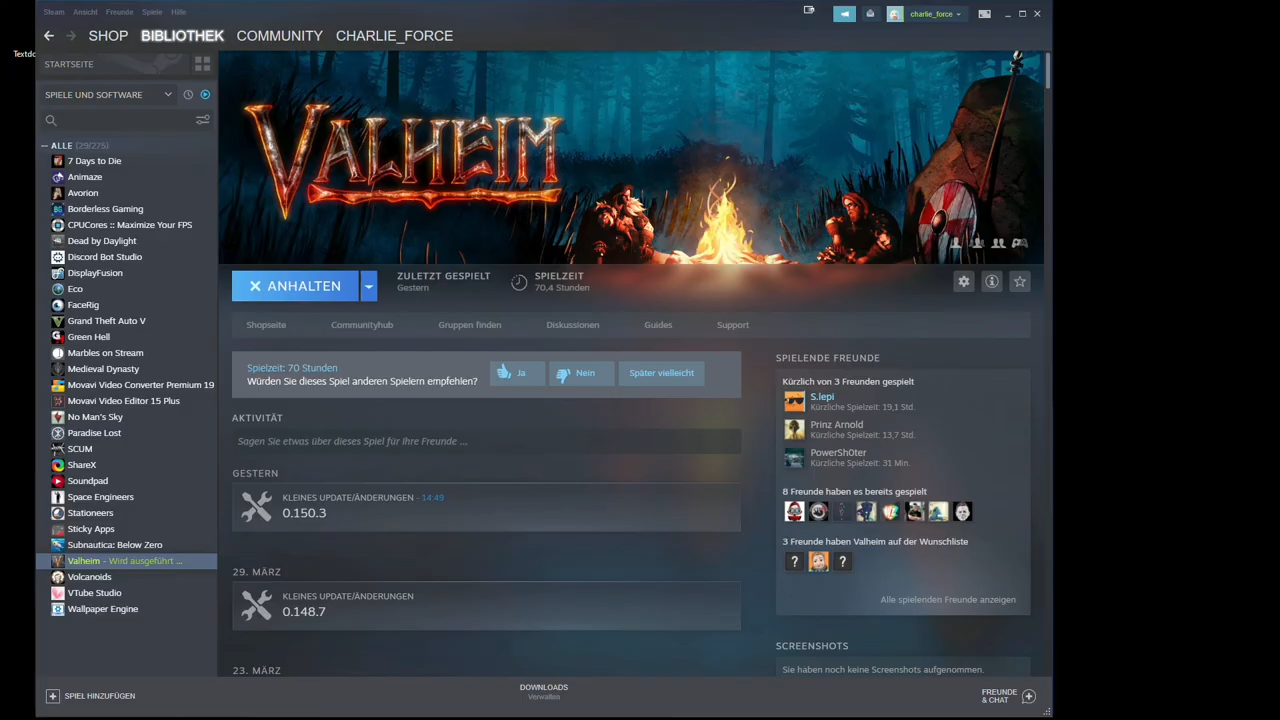 Steam Ansicht Freunde Spiele Hilfe
charlie_force
SHOP BIBLIOTHEK COMMUNITY CHARLIE_FORCE
Textdo
STARTSEITE
SPIELE UND SOFTWARE
ALLE (29/275)
7 Days to Die
Animaze
Avorion
Borderless Gaming
CPUCores :: Maximize Your FPS
Dead by Daylight
Discord Bot Studio
DisplayFusion
Eco
FaceRig
Grand Theft Auto V
Green Hell
Marbles on Stream
Medieval Dynasty
Movavi Video Converter Premium 19
Movavi Video Editor 15 Plus
No Man's Sky
Paradise Lost
SCUM
ShareX
Soundpad
Space Engineers
Stationeers
Sticky Apps
Subnautica: Below Zero
Valheim - Wird ausgeführt ...
Volcanoids
VTube Studio
Wallpaper Engine
VALHEIM
ANHALTEN
ZULETZT GESPIELT
Gestern
SPIELZEIT
70,4 Stunden
Shopseite Communityhub Gruppen finden Diskussionen Guides Support
Spielzeit: 70 Stunden
Würden Sie dieses Spiel anderen Spielern empfehlen?
Ja
Nein
Später vielleicht
AKTIVITÄT
Sagen Sie etwas über dieses Spiel für Ihre Freunde ...
GESTERN
KLEINES UPDATE/ÄNDERUNGEN - 14:49
0.150.3
29. MÄRZ
KLEINES UPDATE/ÄNDERUNGEN
0.148.7
23. MÄRZ
SPIELENDE FREUNDE
Kürzlich von 3 Freunden gespielt
S.lepi
Kürzliche Spielzeit: 19,1 Std.
Prinz Arnold
Kürzliche Spielzeit: 13,7 Std.
PowerSh0ter
Kürzliche Spielzeit: 31 Min.
8 Freunde haben es bereits gespielt
3 Freunde haben Valheim auf der Wunschliste
? ?
Alle spielenden Freunde anzeigen
SCREENSHOTS
Sie haben noch keine Screenshots aufgenommen.
SPIEL HINZUFÜGEN
DOWNLOADS
Verwalten
FREUNDE
& CHAT